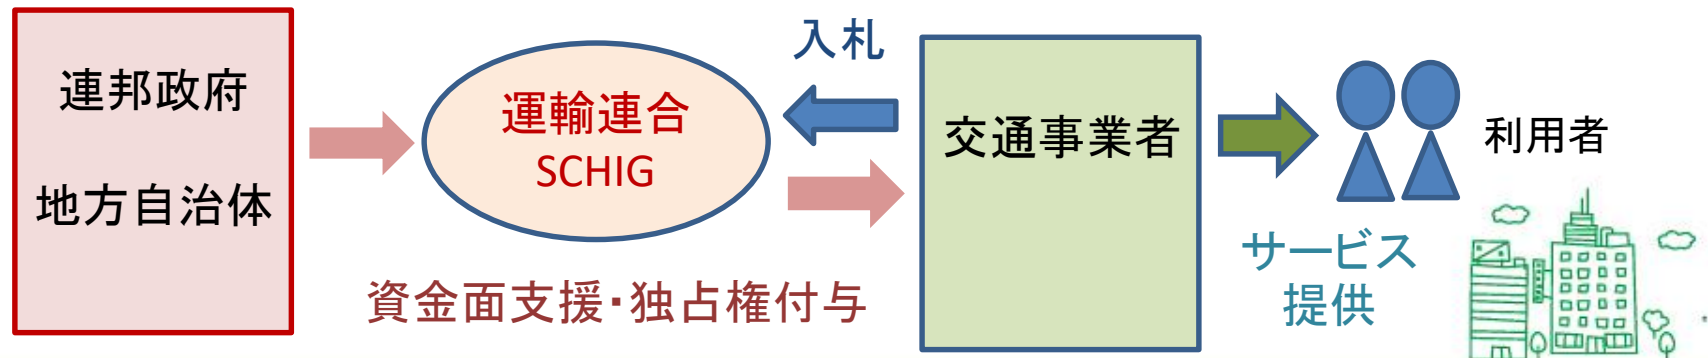 連邦政府
地方自治体
運輸連合
SCHIG
入札
資金面支援・独占権付与
交通事業者
利用者
サービス
提供